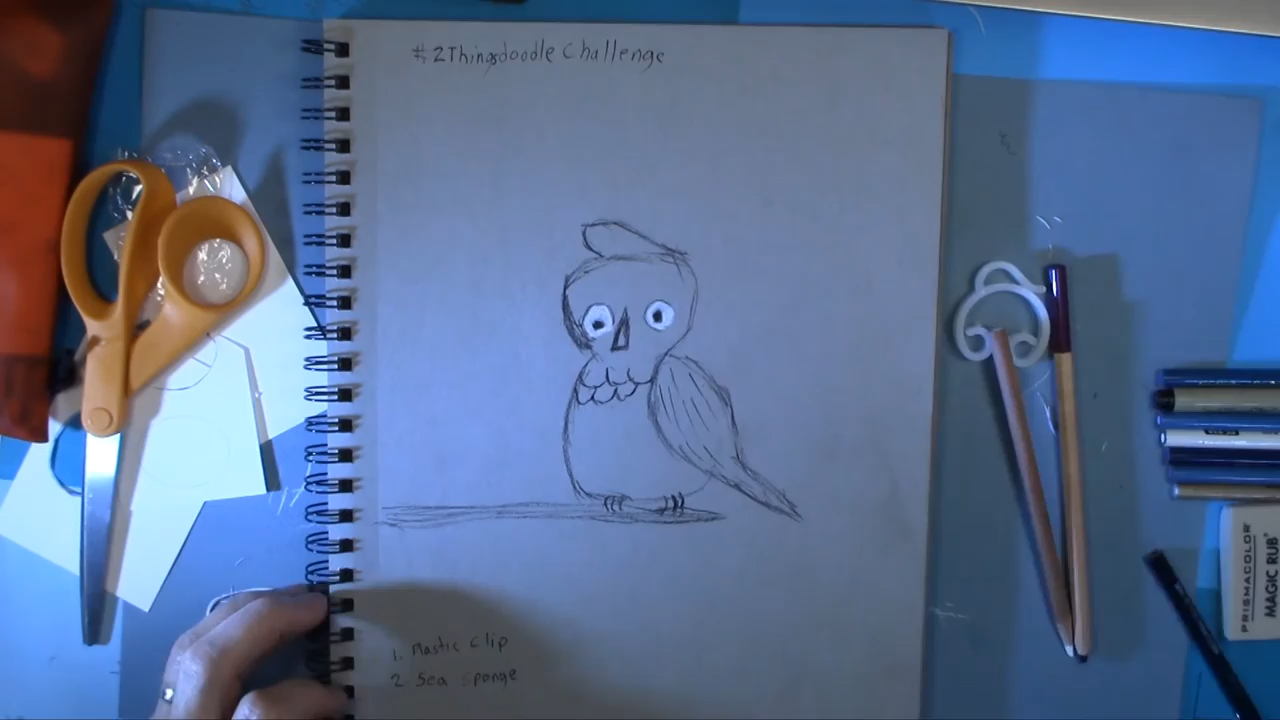 #2Thingsdoodle Challenge
1. Plastic Clip
2. Sea sponge
PRISMACOLOR
MAGIC RUB